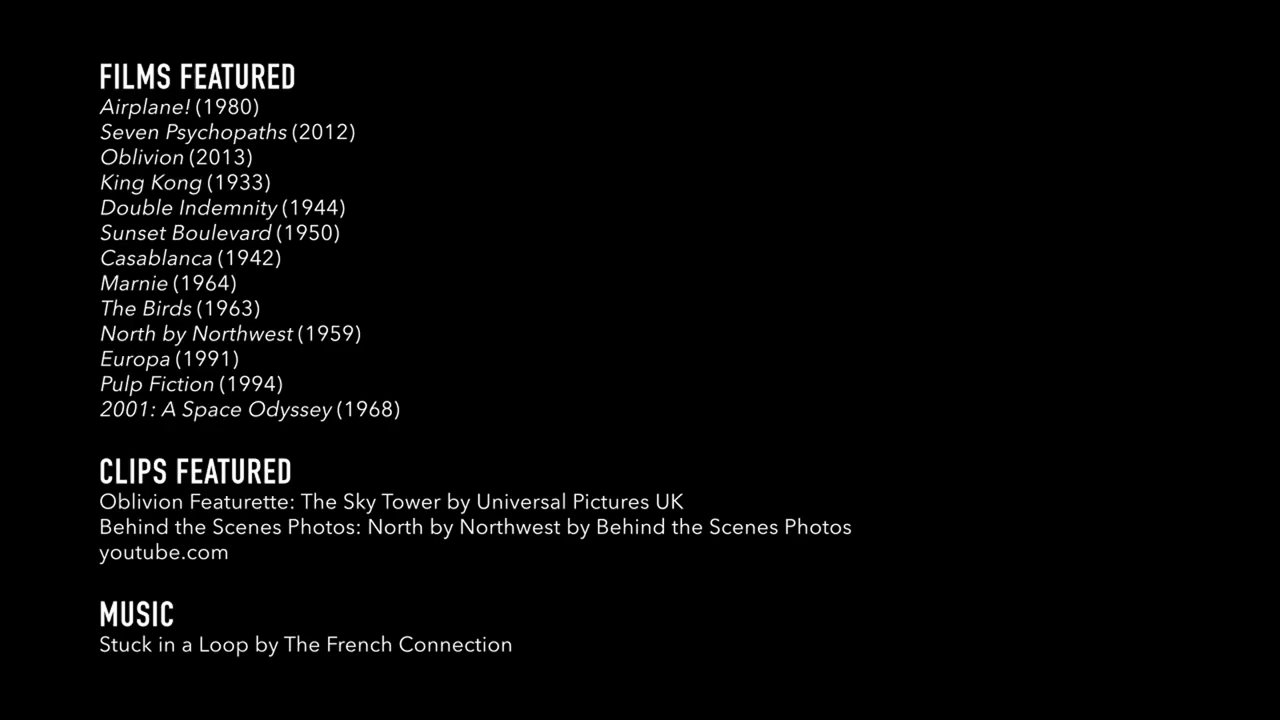 FILMS FEATURED
Airplane! (1980)
Seven Psychopaths (2012)
Oblivion (2013)
King Kong (1933)
Double Indemnity (1944)
Sunset Boulevard (1950)
Casablanca (1942)
Marnie (1964)
The Birds (1963)
North by Northwest (1959)
Europa (1991)
Pulp Fiction (1994)
2001: A Space Odyssey (1968)
CLIPS FEATURED
Oblivion Featurette: The Sky Tower by Universal Pictures UK
Behind the Scenes Photos: North by Northwest by Behind the Scenes Photos
youtube.com
MUSIC
Stuck in a Loop by The French Connection